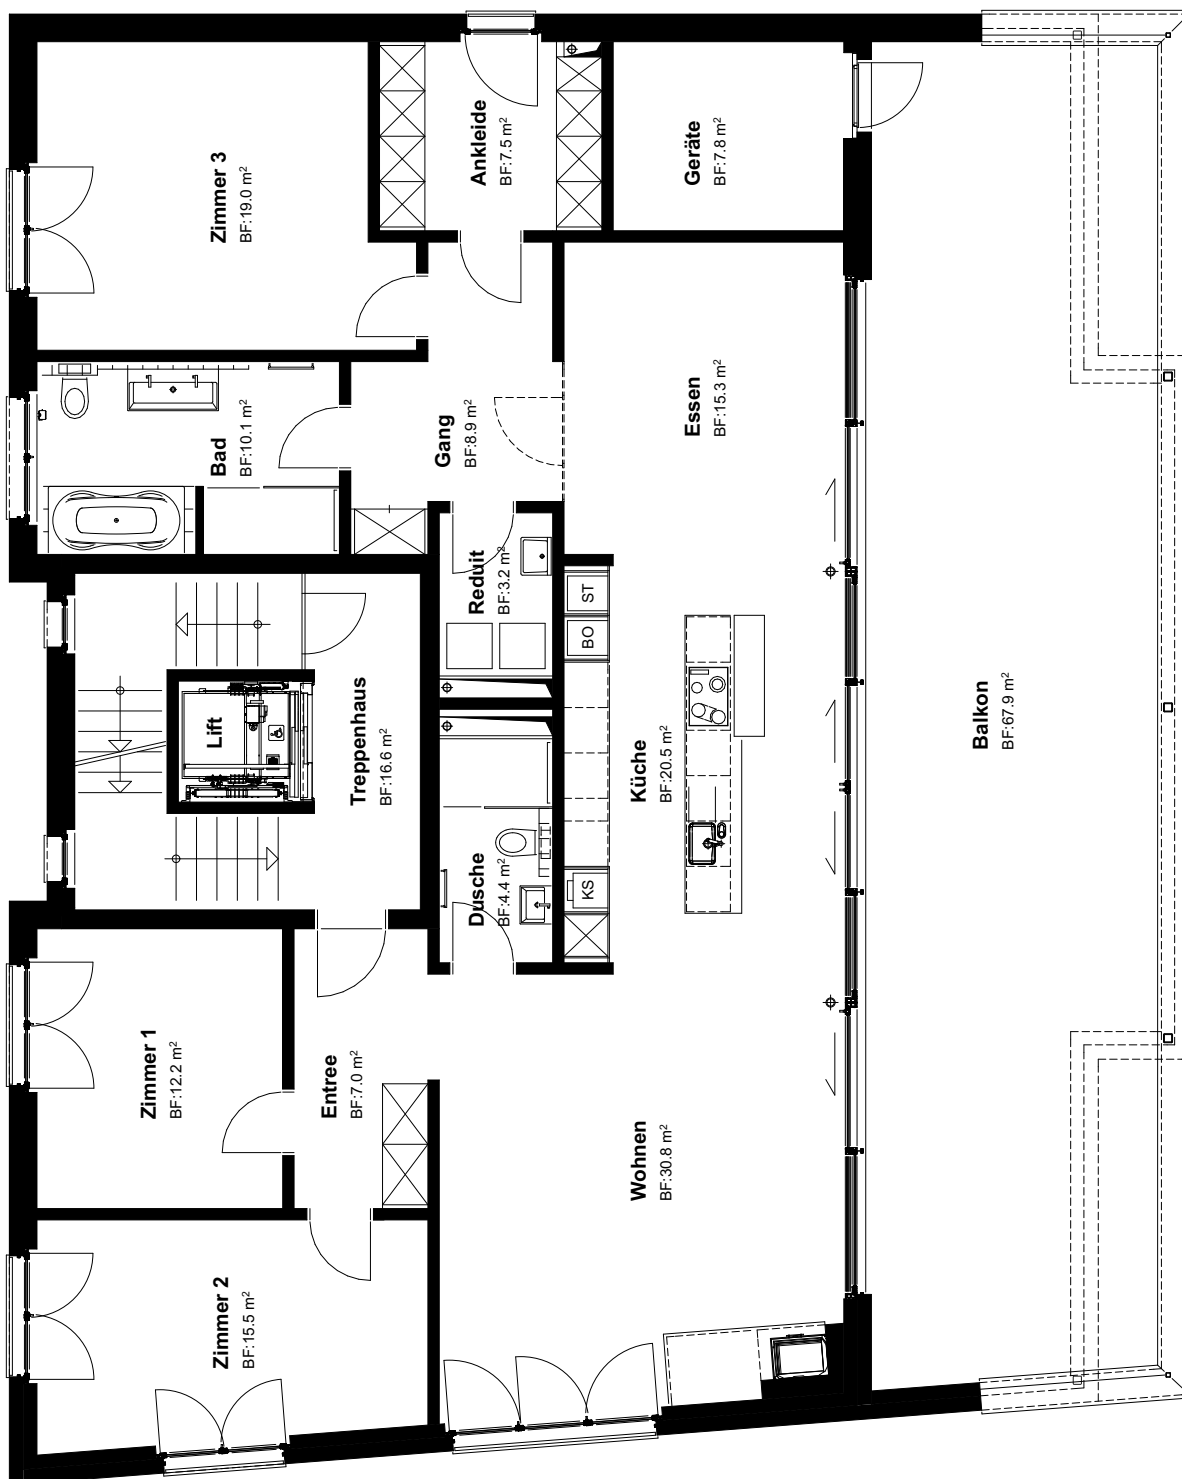 Zimmer 3
BF:19.0 m²
Ankleide
BF:7.5 m²
Geräte
BF:7.8 m²
Bad
BF:10.1 m²
Gang
BF:8.9 m²
Essen
BF:15.3 m²
Reduit
BF:3.2 m²
ST
BO
Lift
Treppenhaus
BF:16.6 m²
Küche
BF:20.5 m²
Balkon
BF:67.9 m²
Dusche
BF:4.4 m²
KS
Zimmer 1
BF:12.2 m²
Entree
BF:7.0 m²
Wohnen
BF:30.8 m²
Zimmer 2
BF:15.5 m²